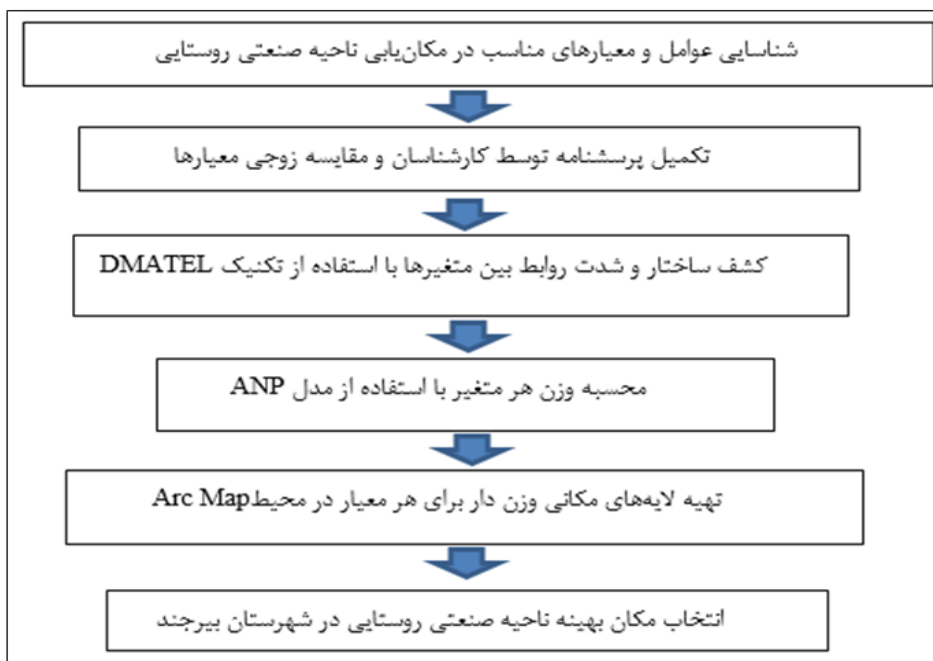 شناسایی عوامل و معیارهای مناسب در مکان‌یابی ناحیه صنعتی روستایی
تکمیل پرسشنامه توسط کارشناسان و مقایسه زوجی معیارها
کشف ساختار و شدت روابط بین متغیرها با استفاده از تکنیک DMATEL
محسبه وزن هر متغیر با استفاده از مدل ANP
تهیه لایه‌های مکانی وزن دار برای هر معیار در محیطArc Map
انتخاب مکان بهینه ناحیه صنعتی روستایی در شهرستان بیرجند